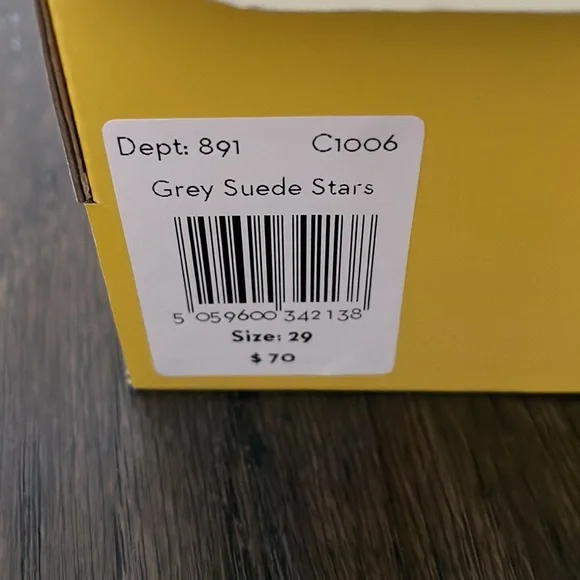 Dept: 891 C1006
Grey Suede Stars
5 059600 342138
Size: 29
$ 70